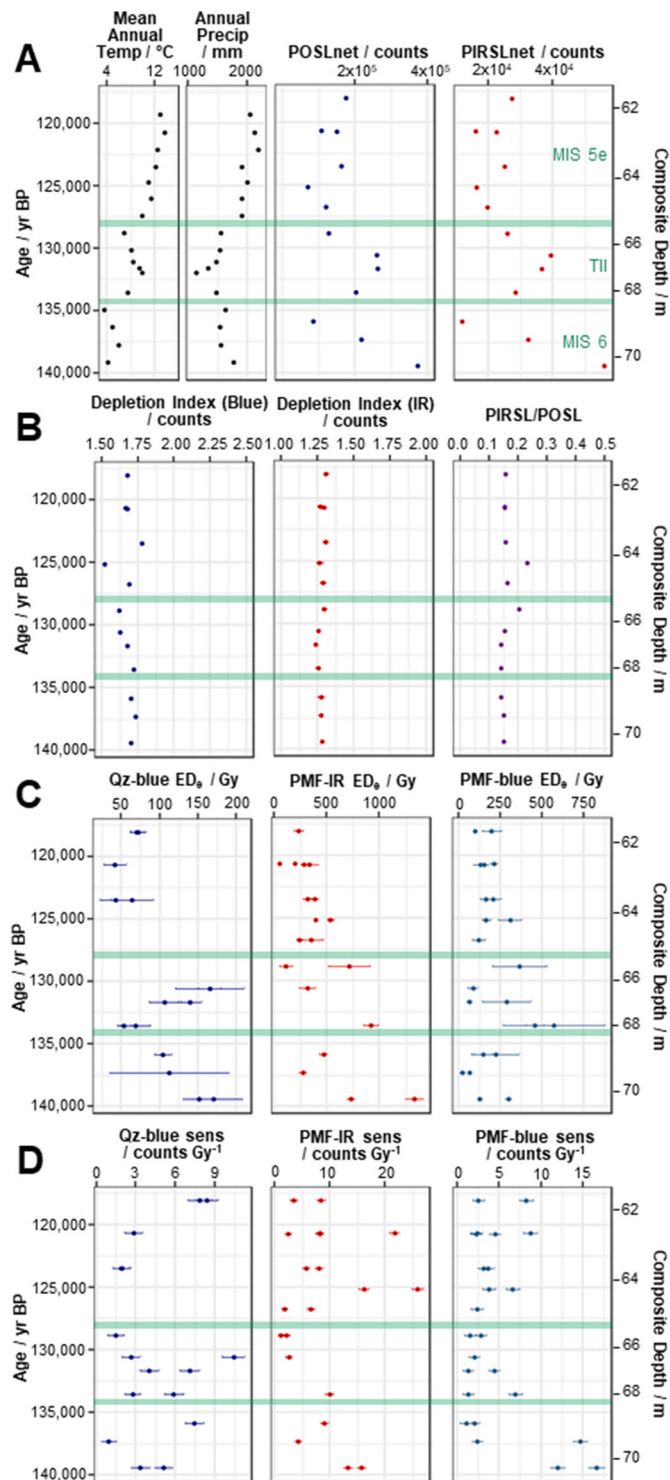 A
Mean Annual Temp / °C
Annual Precip / mm
POSLnet / counts
PIRSLnet / counts
4 12
1000 2000
2x10⁵ 4x10⁵
2x10⁴ 4x10⁴
Age / yr BP
120,000
125,000
130,000
135,000
140,000
MIS 5e
TII
MIS 6
62
64
66
68
70
Composite Depth / m
B
Depletion Index (Blue) / counts
Depletion Index (IR) / counts
PIRSL/POSL
1.50 1.75 2.00 2.25 2.50
1.00 1.25 1.50 1.75 2.00
0.0 0.1 0.2 0.3 0.4 0.5
Age / yr BP
120,000
125,000
130,000
135,000
140,000
62
64
66
68
70
Composite Depth / m
C
Qz-blue EDₑ / Gy
PMF-IR EDₑ / Gy
PMF-blue EDₑ / Gy
50 100 150 200
0 500 1000
0 250 500 750
Age / yr BP
120,000
125,000
130,000
135,000
140,000
62
64
66
68
70
Composite Depth / m
D
Qz-blue sens / counts Gy⁻¹
PMF-IR sens / counts Gy⁻¹
PMF-blue sens / counts Gy⁻¹
0 3 6 9
0 10 20
0 5 10 15
Age / yr BP
120,000
125,000
130,000
135,000
140,000
62
64
66
68
70
Composite Depth / m